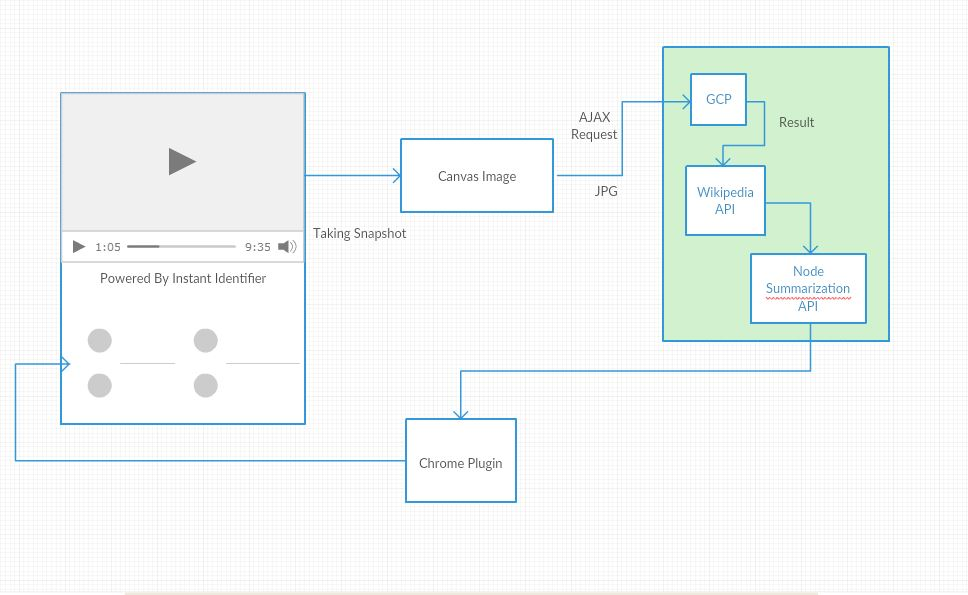 1:05
9:35
Powered By Instant Identifier
Taking Snapshot
Canvas Image
AJAX
Request
JPG
GCP
Result
Wikipedia
API
Node
Summarization
API
Chrome Plugin